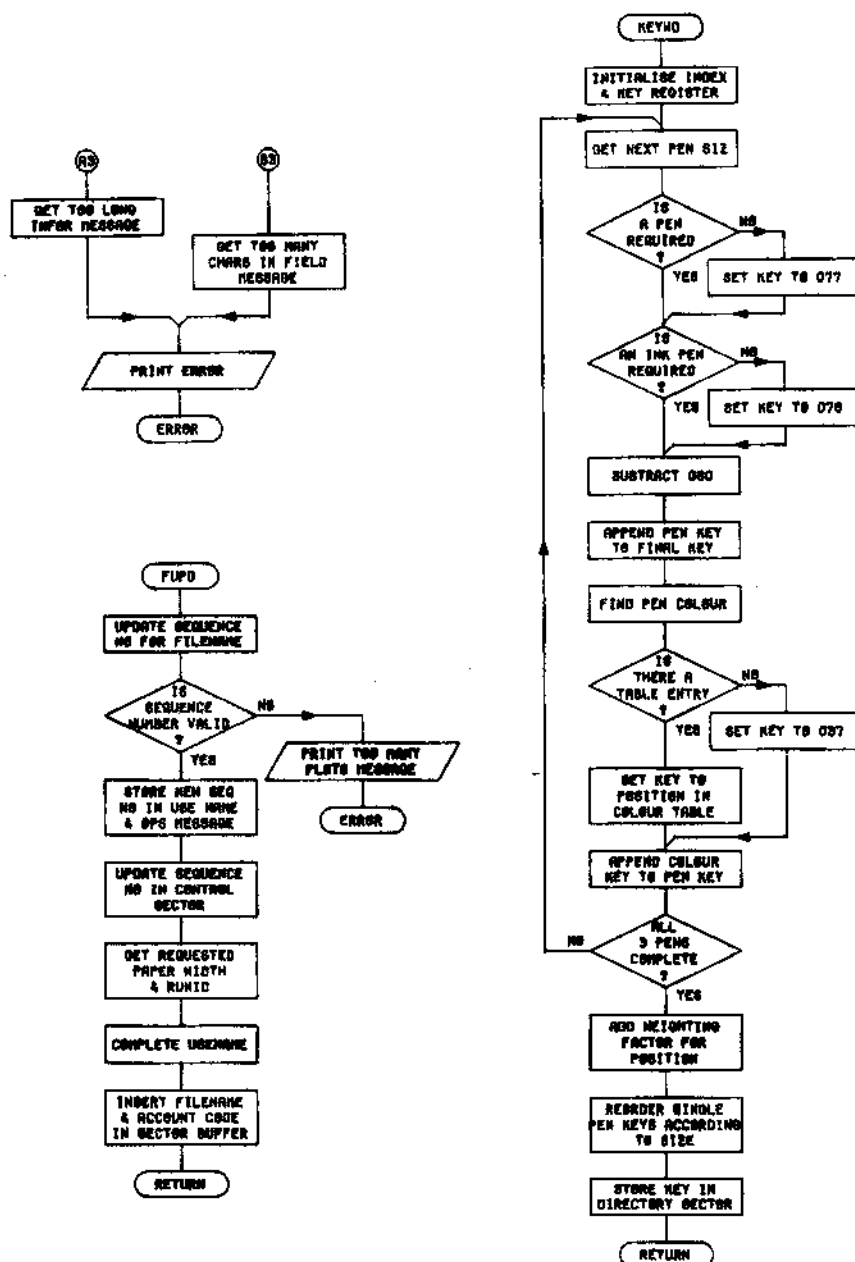 A3
GET TOO LONG
INFOR MESSAGE
B3
GET TOO MANY
CHARS IN FIELD
MESSAGE
PRINT ERROR
ERROR
FUPD
UPDATE SEQUENCE
NO FOR FILENAME
IS
SEQUENCE
NUMBER VALID
?
NO
YES
PRINT TOO MANY
PLOTS MESSAGE
ERROR
STORE NEW SEQ
NO IN USE NAME
& OPS MESSAGE
UPDATE SEQUENCE
NO IN CONTROL
SECTOR
GET REQUESTED
PAPER WIDTH
& RUNID
COMPLETE USENAME
INSERT FILENAME
& ACCOUNT CODE
IN SECTOR BUFFER
RETURN
KEYWD
INITIALISE INDEX
& KEY REGISTER
GET NEXT PEN SIZ
IS
A PEN
REQUIRED
?
NO
YES
SET KEY TO 077
IS
AN INK PEN
REQUIRED
?
NO
YES
SET KEY TO 076
SUBTRACT 060
APPEND PEN KEY
TO FINAL KEY
FIND PEN COLOUR
IS
THERE A
TABLE ENTRY
?
NO
YES
SET KEY TO 037
SET KEY TO
POSITION IN
COLOUR TABLE
APPEND COLOUR
KEY TO PEN KEY
ALL
3 PENS
COMPLETE
?
NO
YES
ADD WEIGHTING
FACTOR FOR
POSITION
REORDER SINGLE
PEN KEYS ACCORDING
TO SIZE
STORE KEY IN
DIRECTORY SECTOR
RETURN